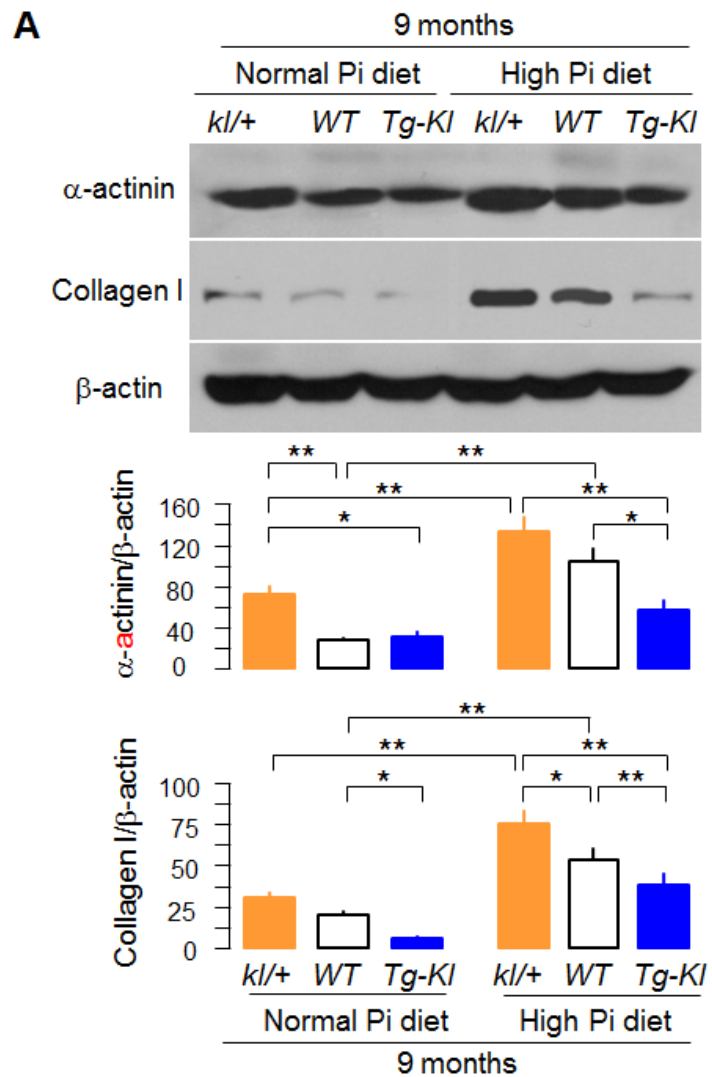 A
9 months
Normal Pi diet High Pi diet
kl/+ WT Tg-Kl kl/+ WT Tg-Kl
α-actinin
Collagen I
β-actin
** **
** **
* *
α-actinin/β-actin
160
120
80
40
0
**
** **
* * **
Collagen I/β-actin
100
75
50
25
0
kl/+ WT Tg-Kl kl/+ WT Tg-Kl
Normal Pi diet High Pi diet
9 months